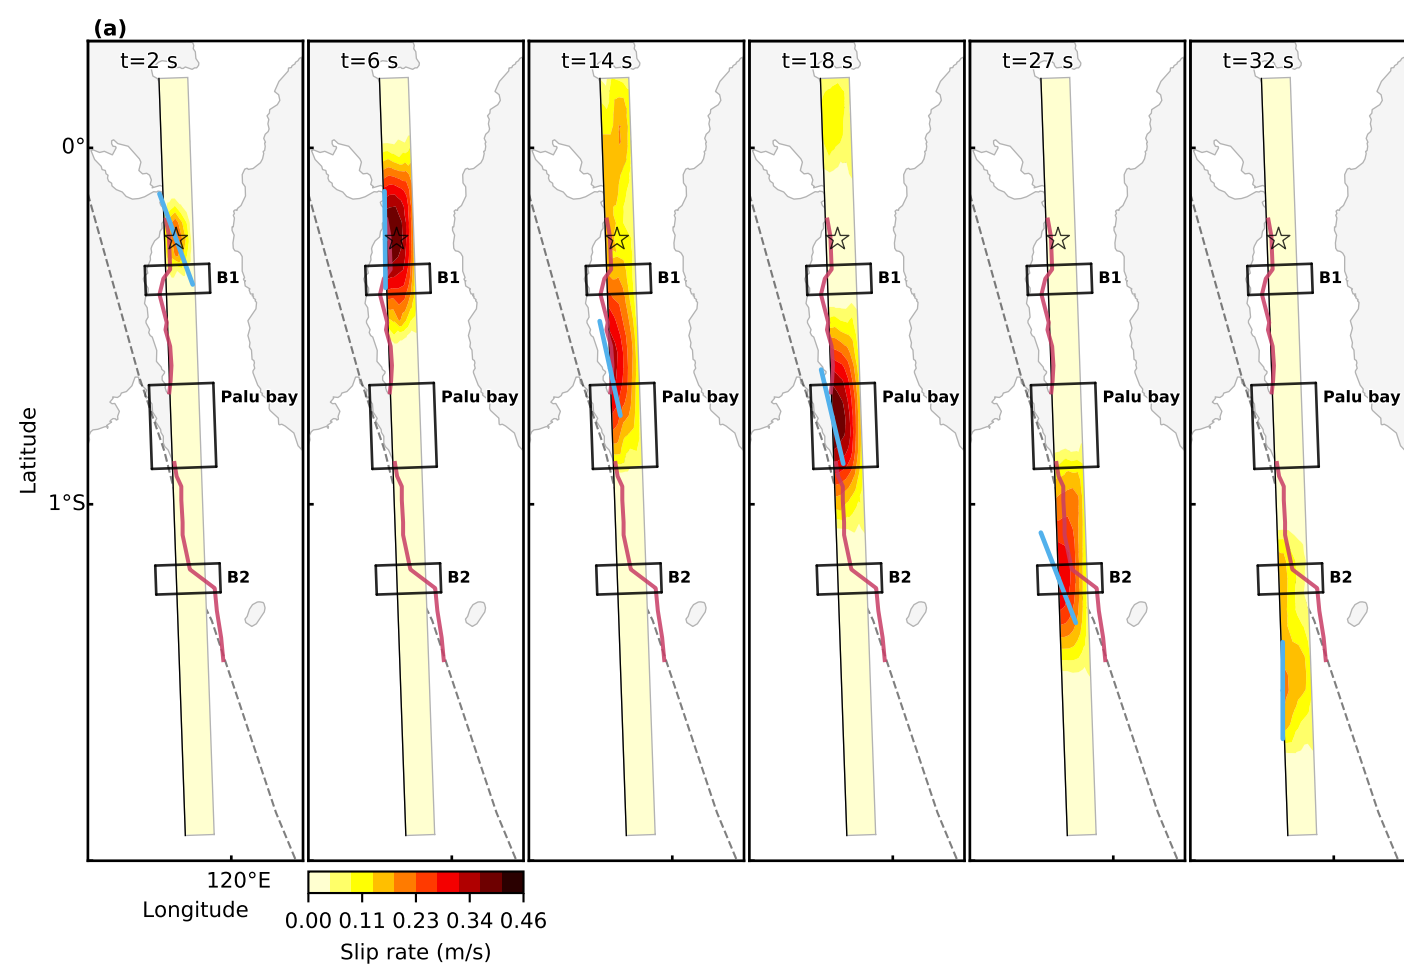 (a)
t=2 s
t=6 s
t=14 s
t=18 s
t=27 s
t=32 s
0°
B1
B1
B1
B1
B1
B1
Palu bay
Palu bay
Palu bay
Palu bay
Palu bay
Palu bay
Latitude
1°S
B2
B2
B2
B2
B2
B2
120°E
Longitude
0.00 0.11 0.23 0.34 0.46
Slip rate (m/s)